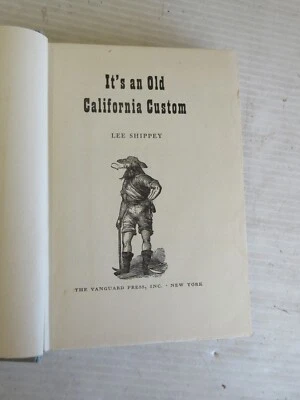 It's an Old
California Custom
LEE SHIPPEY
THE VANGUARD PRESS, INC. · NEW YORK